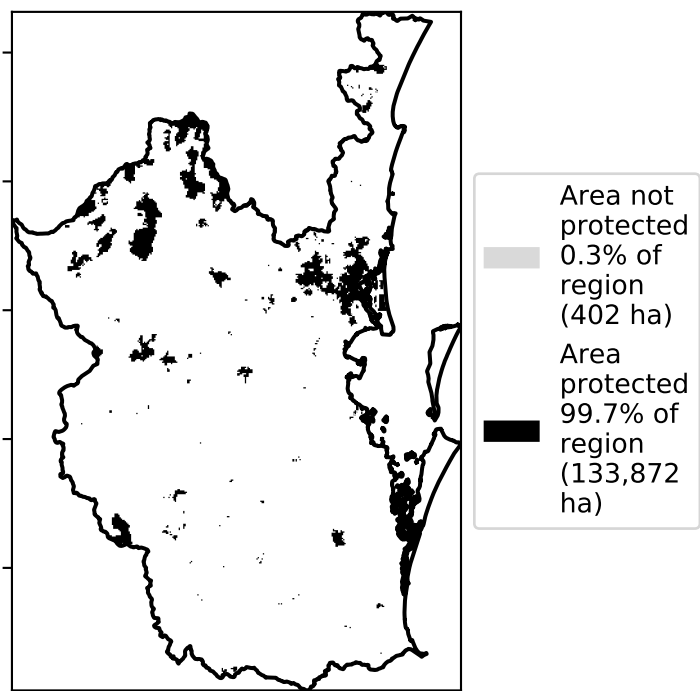 Area not
protected
0.3% of
region
(402 ha)
Area
protected
99.7% of
region
(133,872
ha)